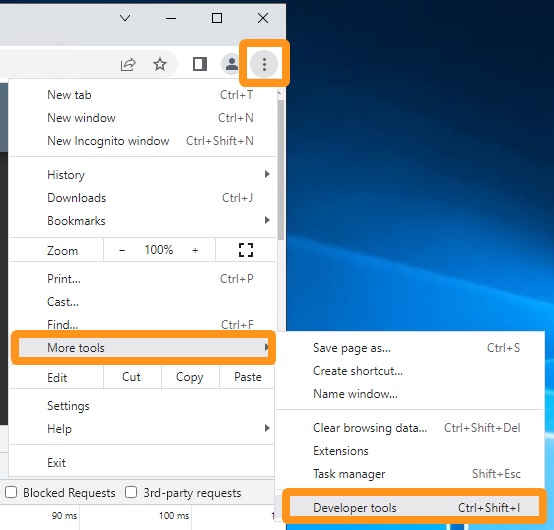 New tab Ctrl+T
New window Ctrl+N
New Incognito window Ctrl+Shift+N
History
Downloads Ctrl+J
Bookmarks
Zoom − 100% +
Print... Ctrl+P
Cast...
Find... Ctrl+F
More tools
Edit Cut Copy Paste
Settings
Help
Exit
Save page as... Ctrl+S
Create shortcut...
Name window...
Clear browsing data... Ctrl+Shift+Del
Extensions
Task manager Shift+Esc
Developer tools Ctrl+Shift+I
Blocked Requests 3rd-party requests
90 ms 100 ms